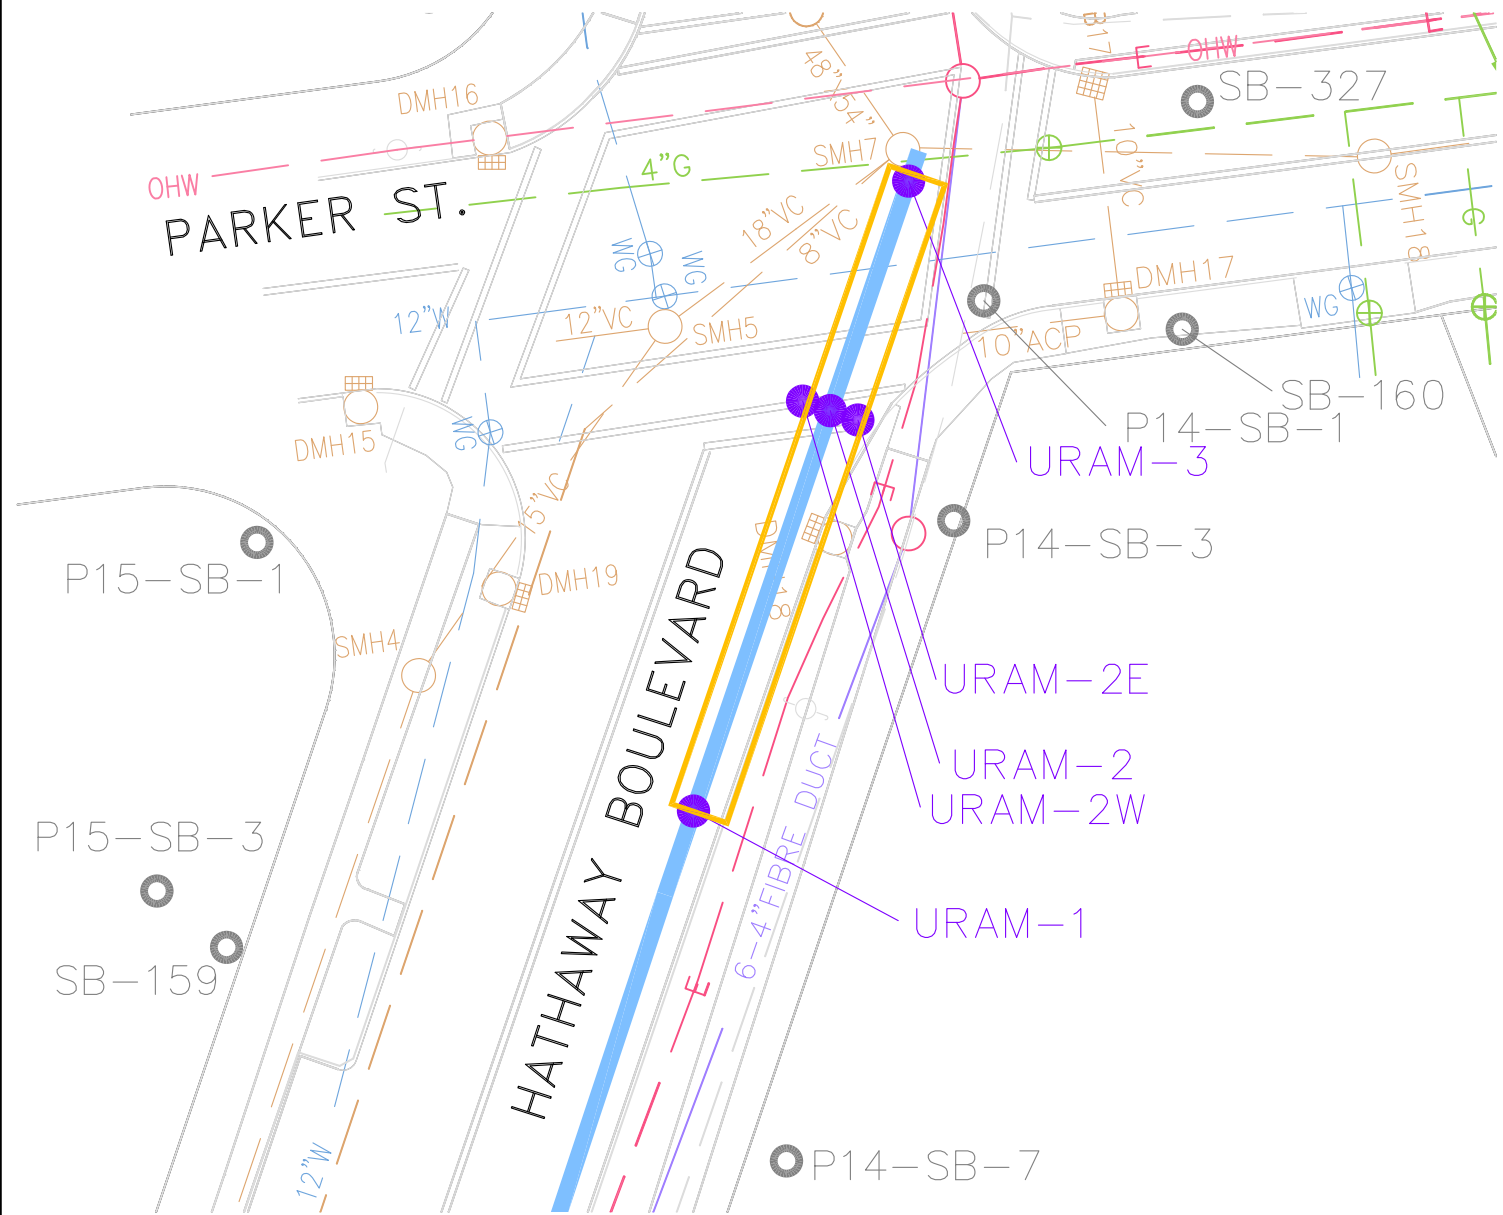 48"x54"
B17
E
OHW
E
SB-327
DMH16
SMH7
10"VC
SMH18
G
OHW
4"G
PARKER ST.
18"VC
8"VC
WG
WG
DMH17
WG
12"W
12"VC
SMH5
10"ACP
SB-160
P14-SB-1
URAM-3
DMH15
WG
15"VC
P14-SB-3
P15-SB-1
DMH19
DMH18
E
SMH4
HATHAWAY BOULEVARD
URAM-2E
URAM-2
URAM-2W
6-4"FIBRE DUCT
P15-SB-3
URAM-1
SB-159
E
12"W
P14-SB-7